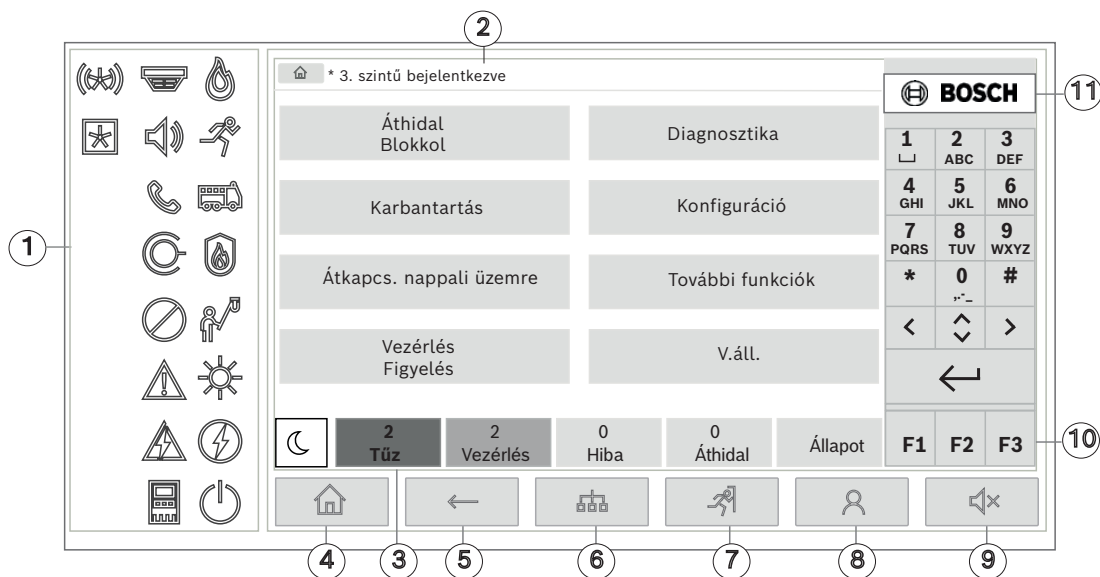 2
* 3. szintű bejelentkezve
BOSCH
11
Áthidal
Blokkol
Diagnosztika
Karbantartás
Konfiguráció
Átkapcs. nappali üzemre
További funkciók
Vezérlés
Figyelés
V.áll.
1
1 2 3
ABC DEF
4 5 6
GHI JKL MNO
7 8 9
PQRS TUV WXYZ
* 0 #
,.-_
F1 F2 F3
10
2
Tűz
2
Vezérlés
0
Hiba
0
Áthidal
Állapot
4 3 5 6 7 8 9